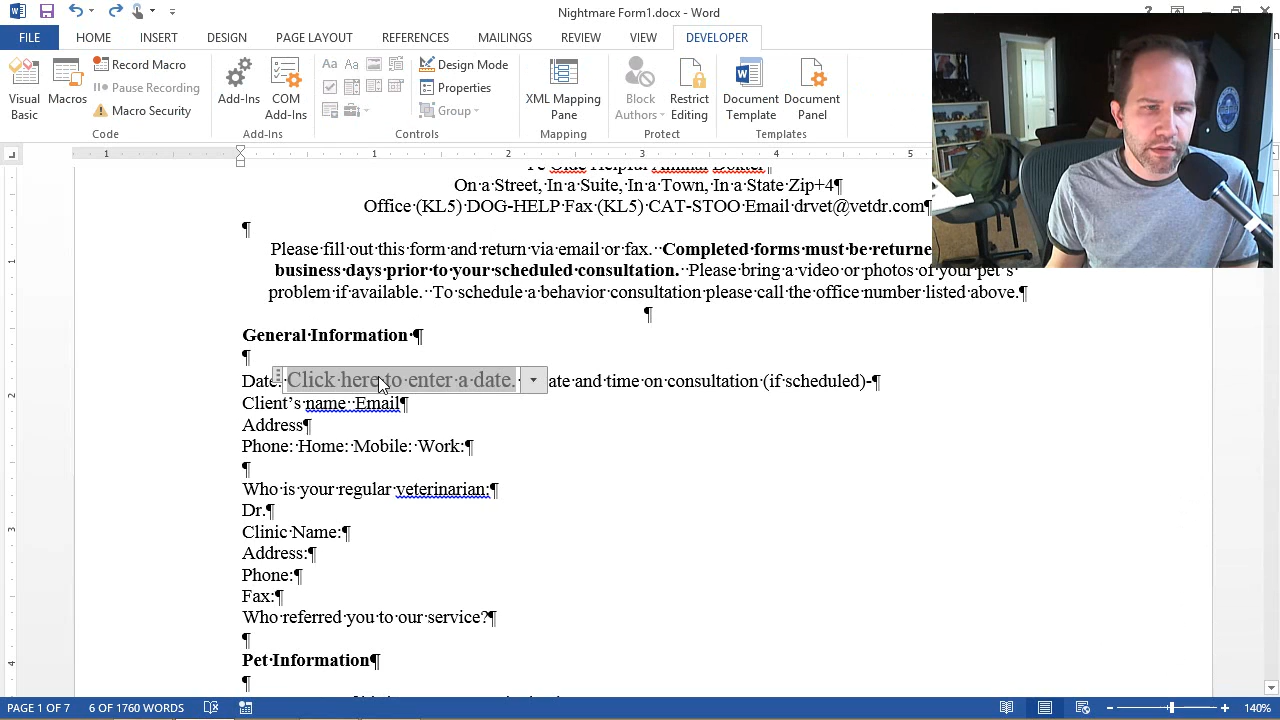 Nightmare Form1.docx - Word
FILE HOME INSERT DESIGN PAGE LAYOUT REFERENCES MAILINGS REVIEW VIEW DEVELOPER
Visual Basic
Macros
Record Macro
Pause Recording
Macro Security
Add-Ins
COM Add-Ins
Aa Aa
Design Mode
Properties
Group
XML Mapping Pane
Block Authors
Restrict Editing
Document Template
Document Panel
Code Add-Ins Controls Mapping Protect Templates
1 1 2 3 4 5
On a Street, In a Suite, In a Town, In a State Zip+4¶
Office (KL5) DOG-HELP Fax (KL5) CAT-STOO Email drvet@vetdr.com¶
¶
Please fill out this form and return via email or fax. Completed forms must be returne
business days prior to your scheduled consultation. Please bring a video or photos of your pet's
problem if available. To schedule a behavior consultation please call the office number listed above.¶
¶
General Information ¶
¶
Date: Click here to enter a date. ate and time on consultation (if scheduled)-¶
Client's name Email¶
Address¶
Phone: Home: Mobile: Work:¶
¶
Who is your regular veterinarian:¶
Dr.¶
Clinic Name:¶
Address:¶
Phone:¶
Fax:¶
Who referred you to our service?¶
¶
Pet Information¶
¶
PAGE 1 OF 7 6 OF 1760 WORDS 140%